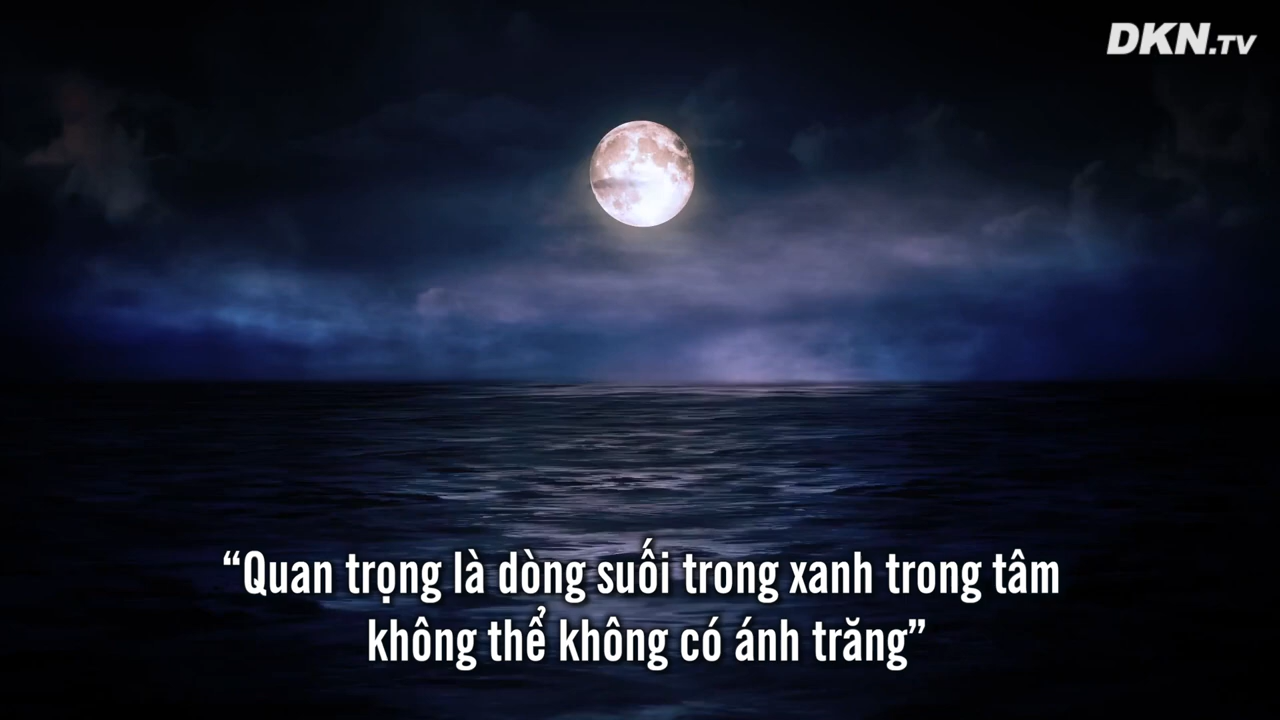 DKN.TV
“Quan trọng là dòng suối trong xanh trong tâm
không thể không có ánh trăng”